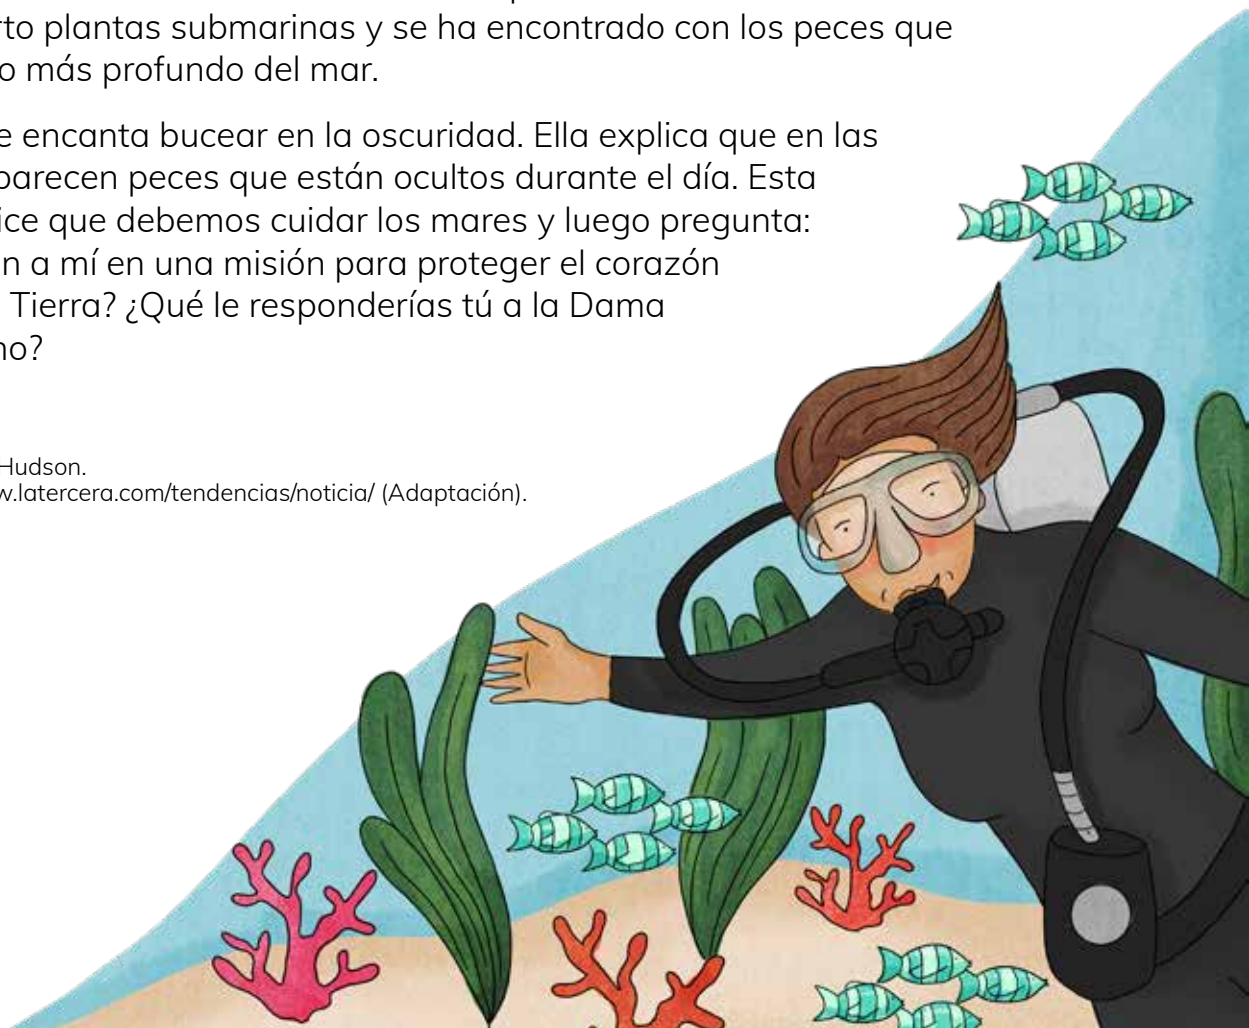 rto plantas submarinas y se ha encontrado con los peces que
o más profundo del mar.
e encanta bucear en la oscuridad. Ella explica que en las
parecen peces que están ocultos durante el día. Esta
ice que debemos cuidar los mares y luego pregunta:
n a mí en una misión para proteger el corazón
Tierra? ¿Qué le responderías tú a la Dama
no?
Hudson.
w.latercera.com/tendencias/noticia/ (Adaptación).